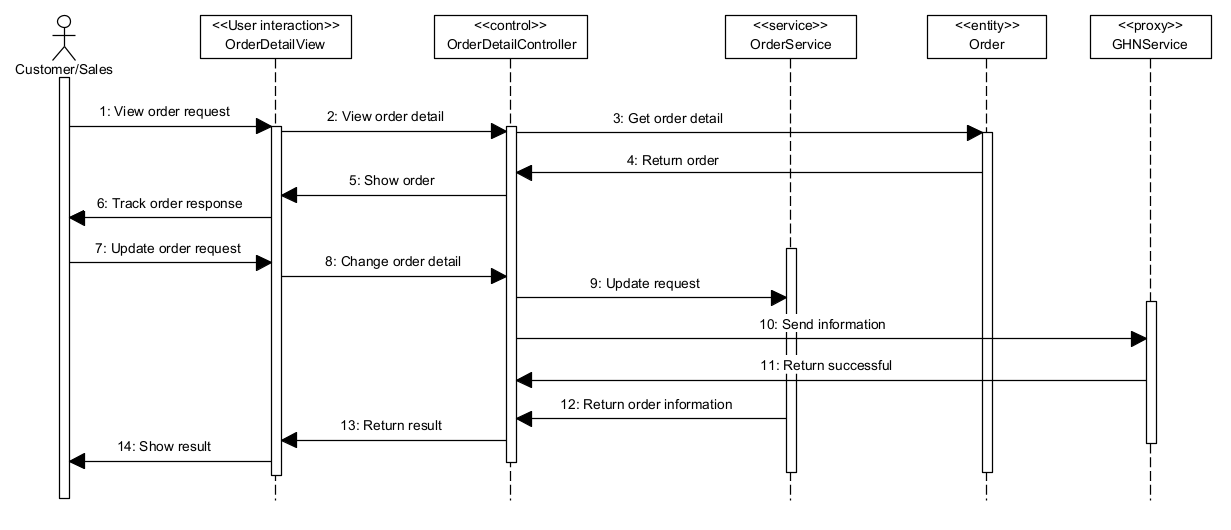 <<User interaction>>
OrderDetailView
<<control>>
OrderDetailController
<<service>>
OrderService
<<entity>>
Order
<<proxy>>
GHNService
Customer/Sales
1: View order request
2: View order detail
3: Get order detail
4: Return order
5: Show order
6: Track order response
7: Update order request
8: Change order detail
9: Update request
10: Send information
11: Return successful
12: Return order information
13: Return result
14: Show result